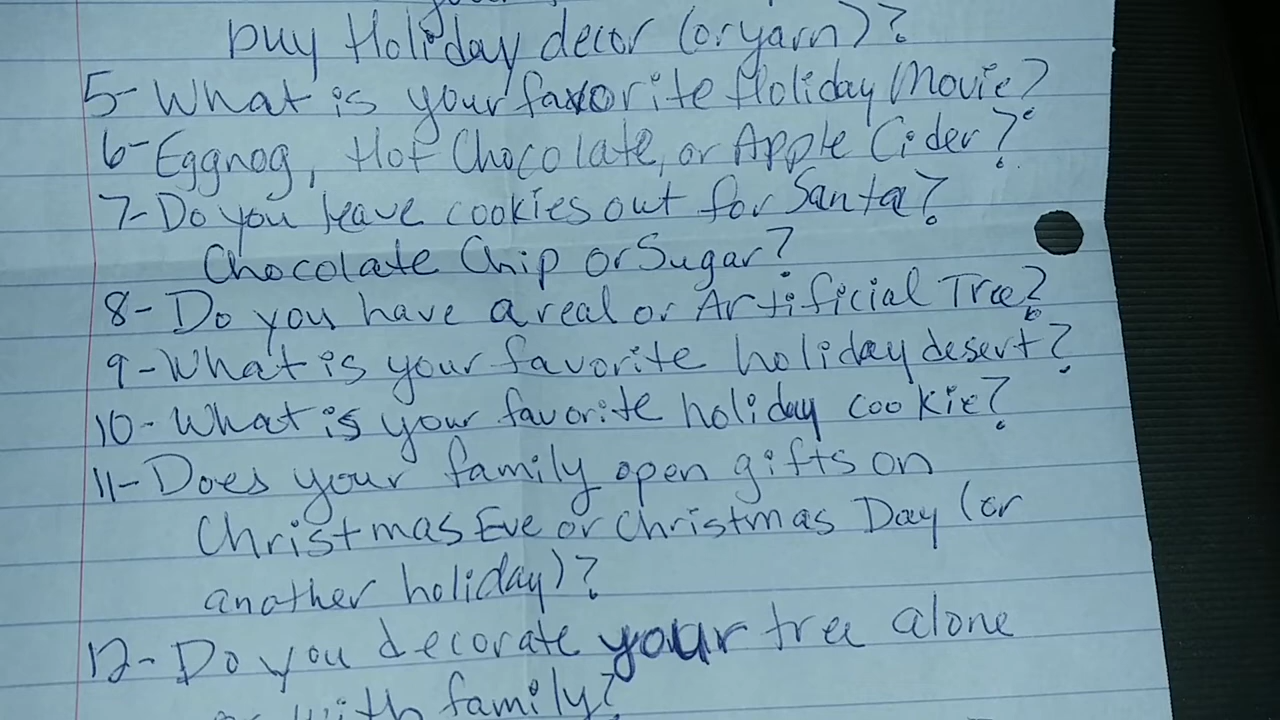 buy Holiday decor (or yarn)?
5- What is your favorite Holiday Movie?
6- Eggnog, Hot Chocolate, or Apple Cider?
7- Do you leave cookies out for Santa?
Chocolate Chip or Sugar?
8- Do you have a real or Artificial Tree?
9- What is your favorite holiday desert?
10- What is your favorite holiday cookie?
11- Does your family open gifts on
Christmas Eve or Christmas Day (or
another holiday)?
12- Do you decorate your tree alone
or with family?